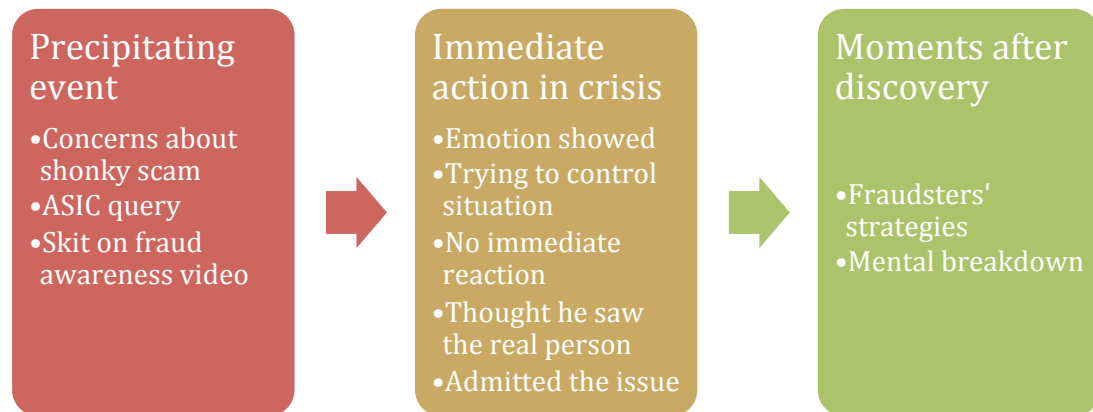 Precipitating
event
•Concerns about
shonky scam
•ASIC query
•Skit on fraud
awareness video
Immediate
action in crisis
•Emotion showed
•Trying to control
situation
•No immediate
reaction
•Thought he saw
the real person
•Admitted the issue
Moments after
discovery
•Fraudsters'
strategies
•Mental breakdown